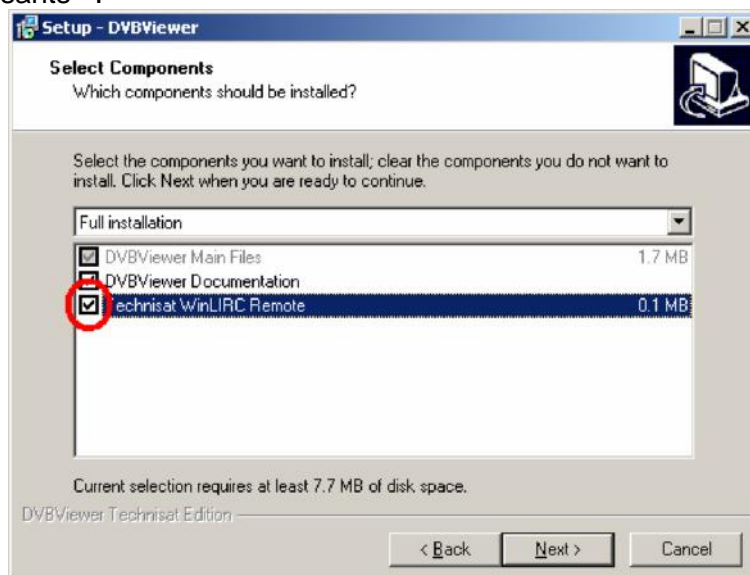 Setup - DVBViewer
Select Components
Which components should be installed?
Select the components you want to install; clear the components you do not want to
install. Click Next when you are ready to continue.
Full installation
DVBViewer Main Files 1.7 MB
DVBViewer Documentation
Technisat WinLIRC Remote 0.1 MB
Current selection requires at least 7.7 MB of disk space.
DVBViewer Technisat Edition
< Back Next > Cancel